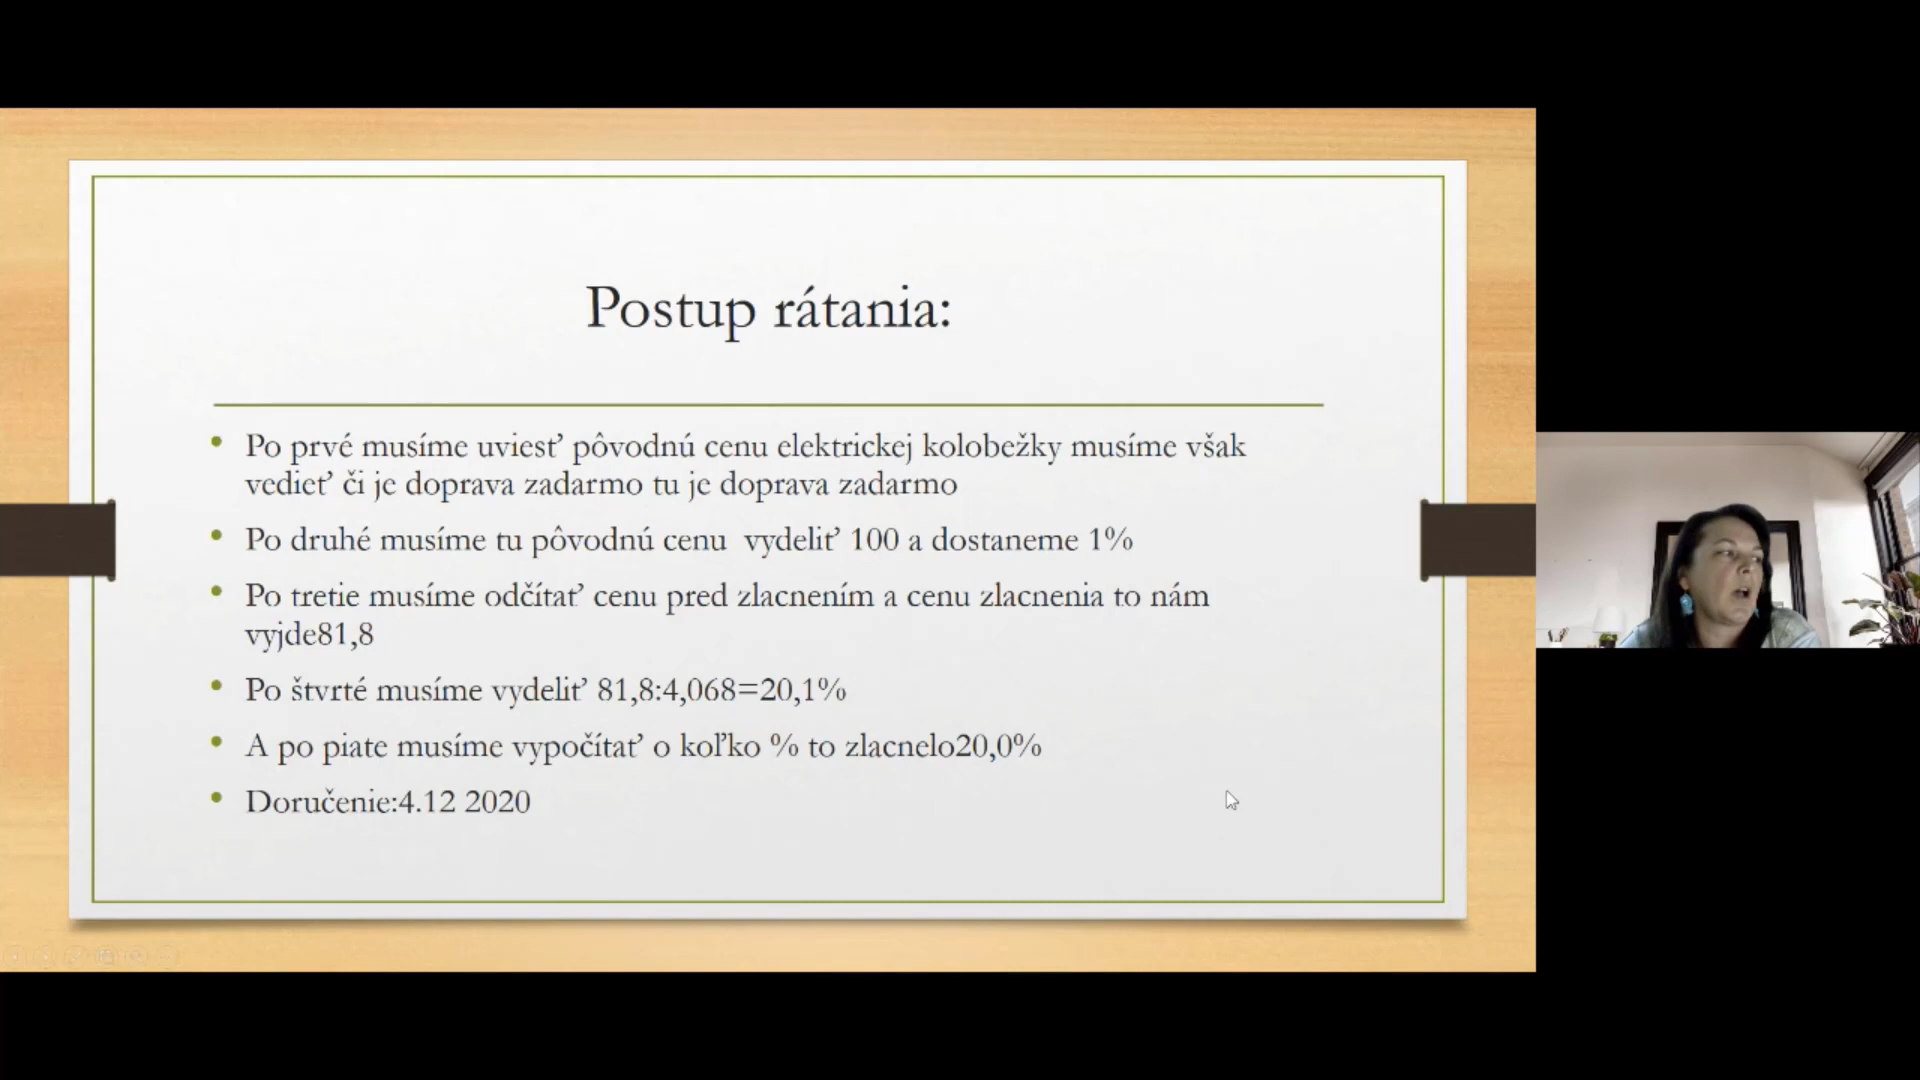 Postup rátania:
Po prvé musíme uviesť pôvodnú cenu elektrickej kolobežky musíme však
vedieť či je doprava zadarmo tu je doprava zadarmo
Po druhé musíme tu pôvodnú cenu  vydeliť 100 a dostaneme 1%
Po tretie musíme odčítať cenu pred zlacnením a cenu zlacnenia to nám
vyjde81,8
Po štvrté musíme vydeliť 81,8:4,068=20,1%
A po piate musíme vypočítať o koľko % to zlacnelo20,0%
Doručenie:4.12 2020